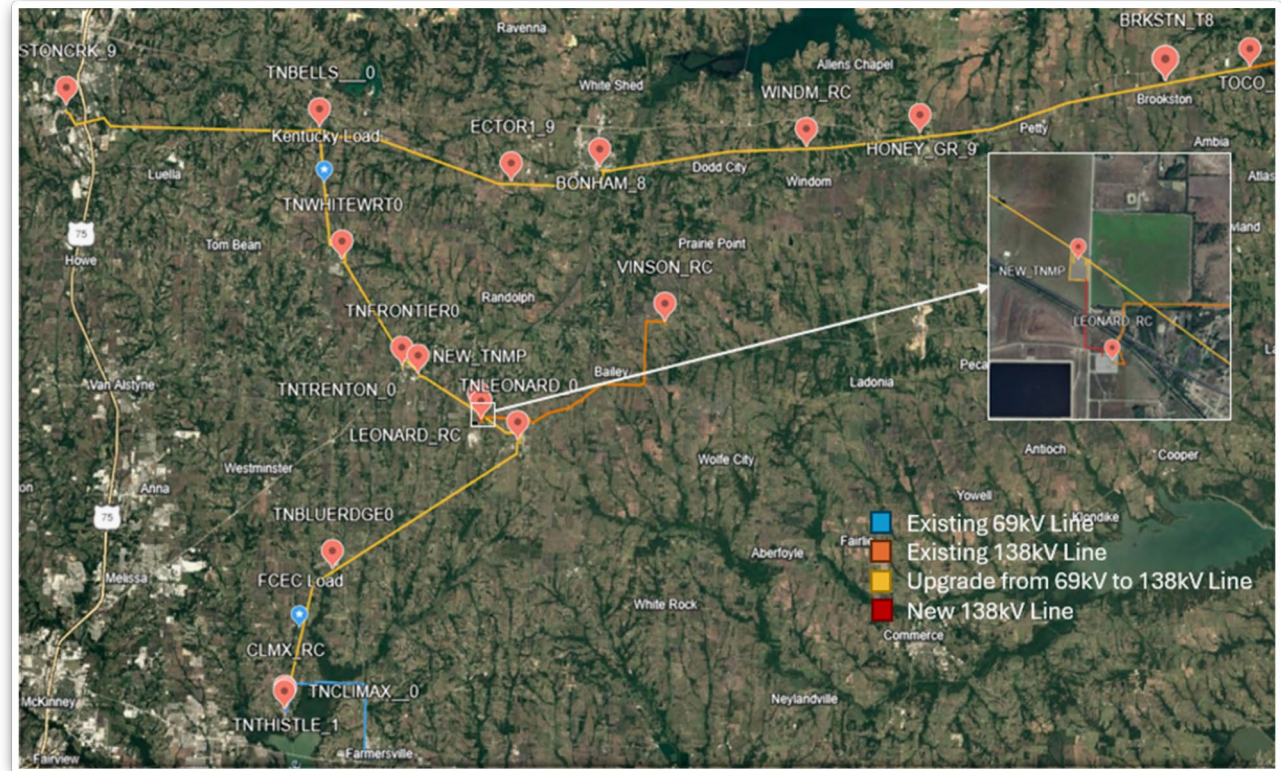 Ravenna
BRKSTN_T8
STONCRK_9
TNBELLS___0
Allens Chapel
White Shed
WINDM_RC
TOCO_
Brookston
ECTOR1_9
Kentucky Load
Petty
HONEY_GR_9
Ambia
Luella
Dodd City
BONHAM_8
Windom
Atlas
TNWHITEWRT0
75
Tom Bean
Prairie Point
Howe
VINSON_RC
NEW_TNMP
Randolph
TNFRONTIER0
LEONARD_RC
NEW_TNMP
Bailey
Van Alstyne
TNTRENTON_0
TNLEONARD_0
Ladonia
LEONARD_RC
Antioch
Cooper
Westminster
Wolfe City
Anna
Yowell
75
TNBLUERDGE0
Klondike
Existing 69kV Line
Aberfoyle
Existing 138kV Line
Melissa
FCEC Load
Upgrade from 69kV to 138kV Line
White Rock
New 138kV Line
Commerce
CLMX_RC
TNCLIMAX__0
McKinney
Neylandville
TNTHISTLE_1
Farmersville
Fairview